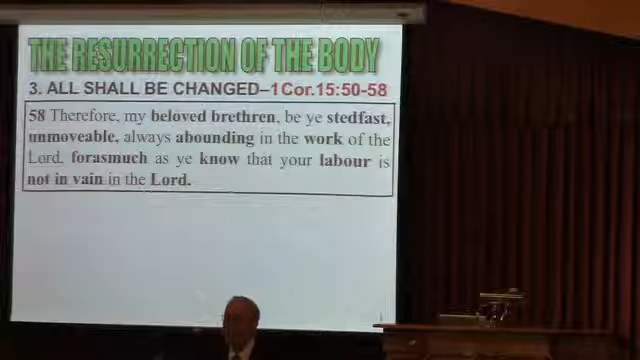 THE RESURRECTION OF THE BODY
3. ALL SHALL BE CHANGED–1Cor.15:50-58
58 Therefore, my beloved brethren, be ye stedfast,
unmoveable, always abounding in the work of the
Lord, forasmuch as ye know that your labour is
not in vain in the Lord.